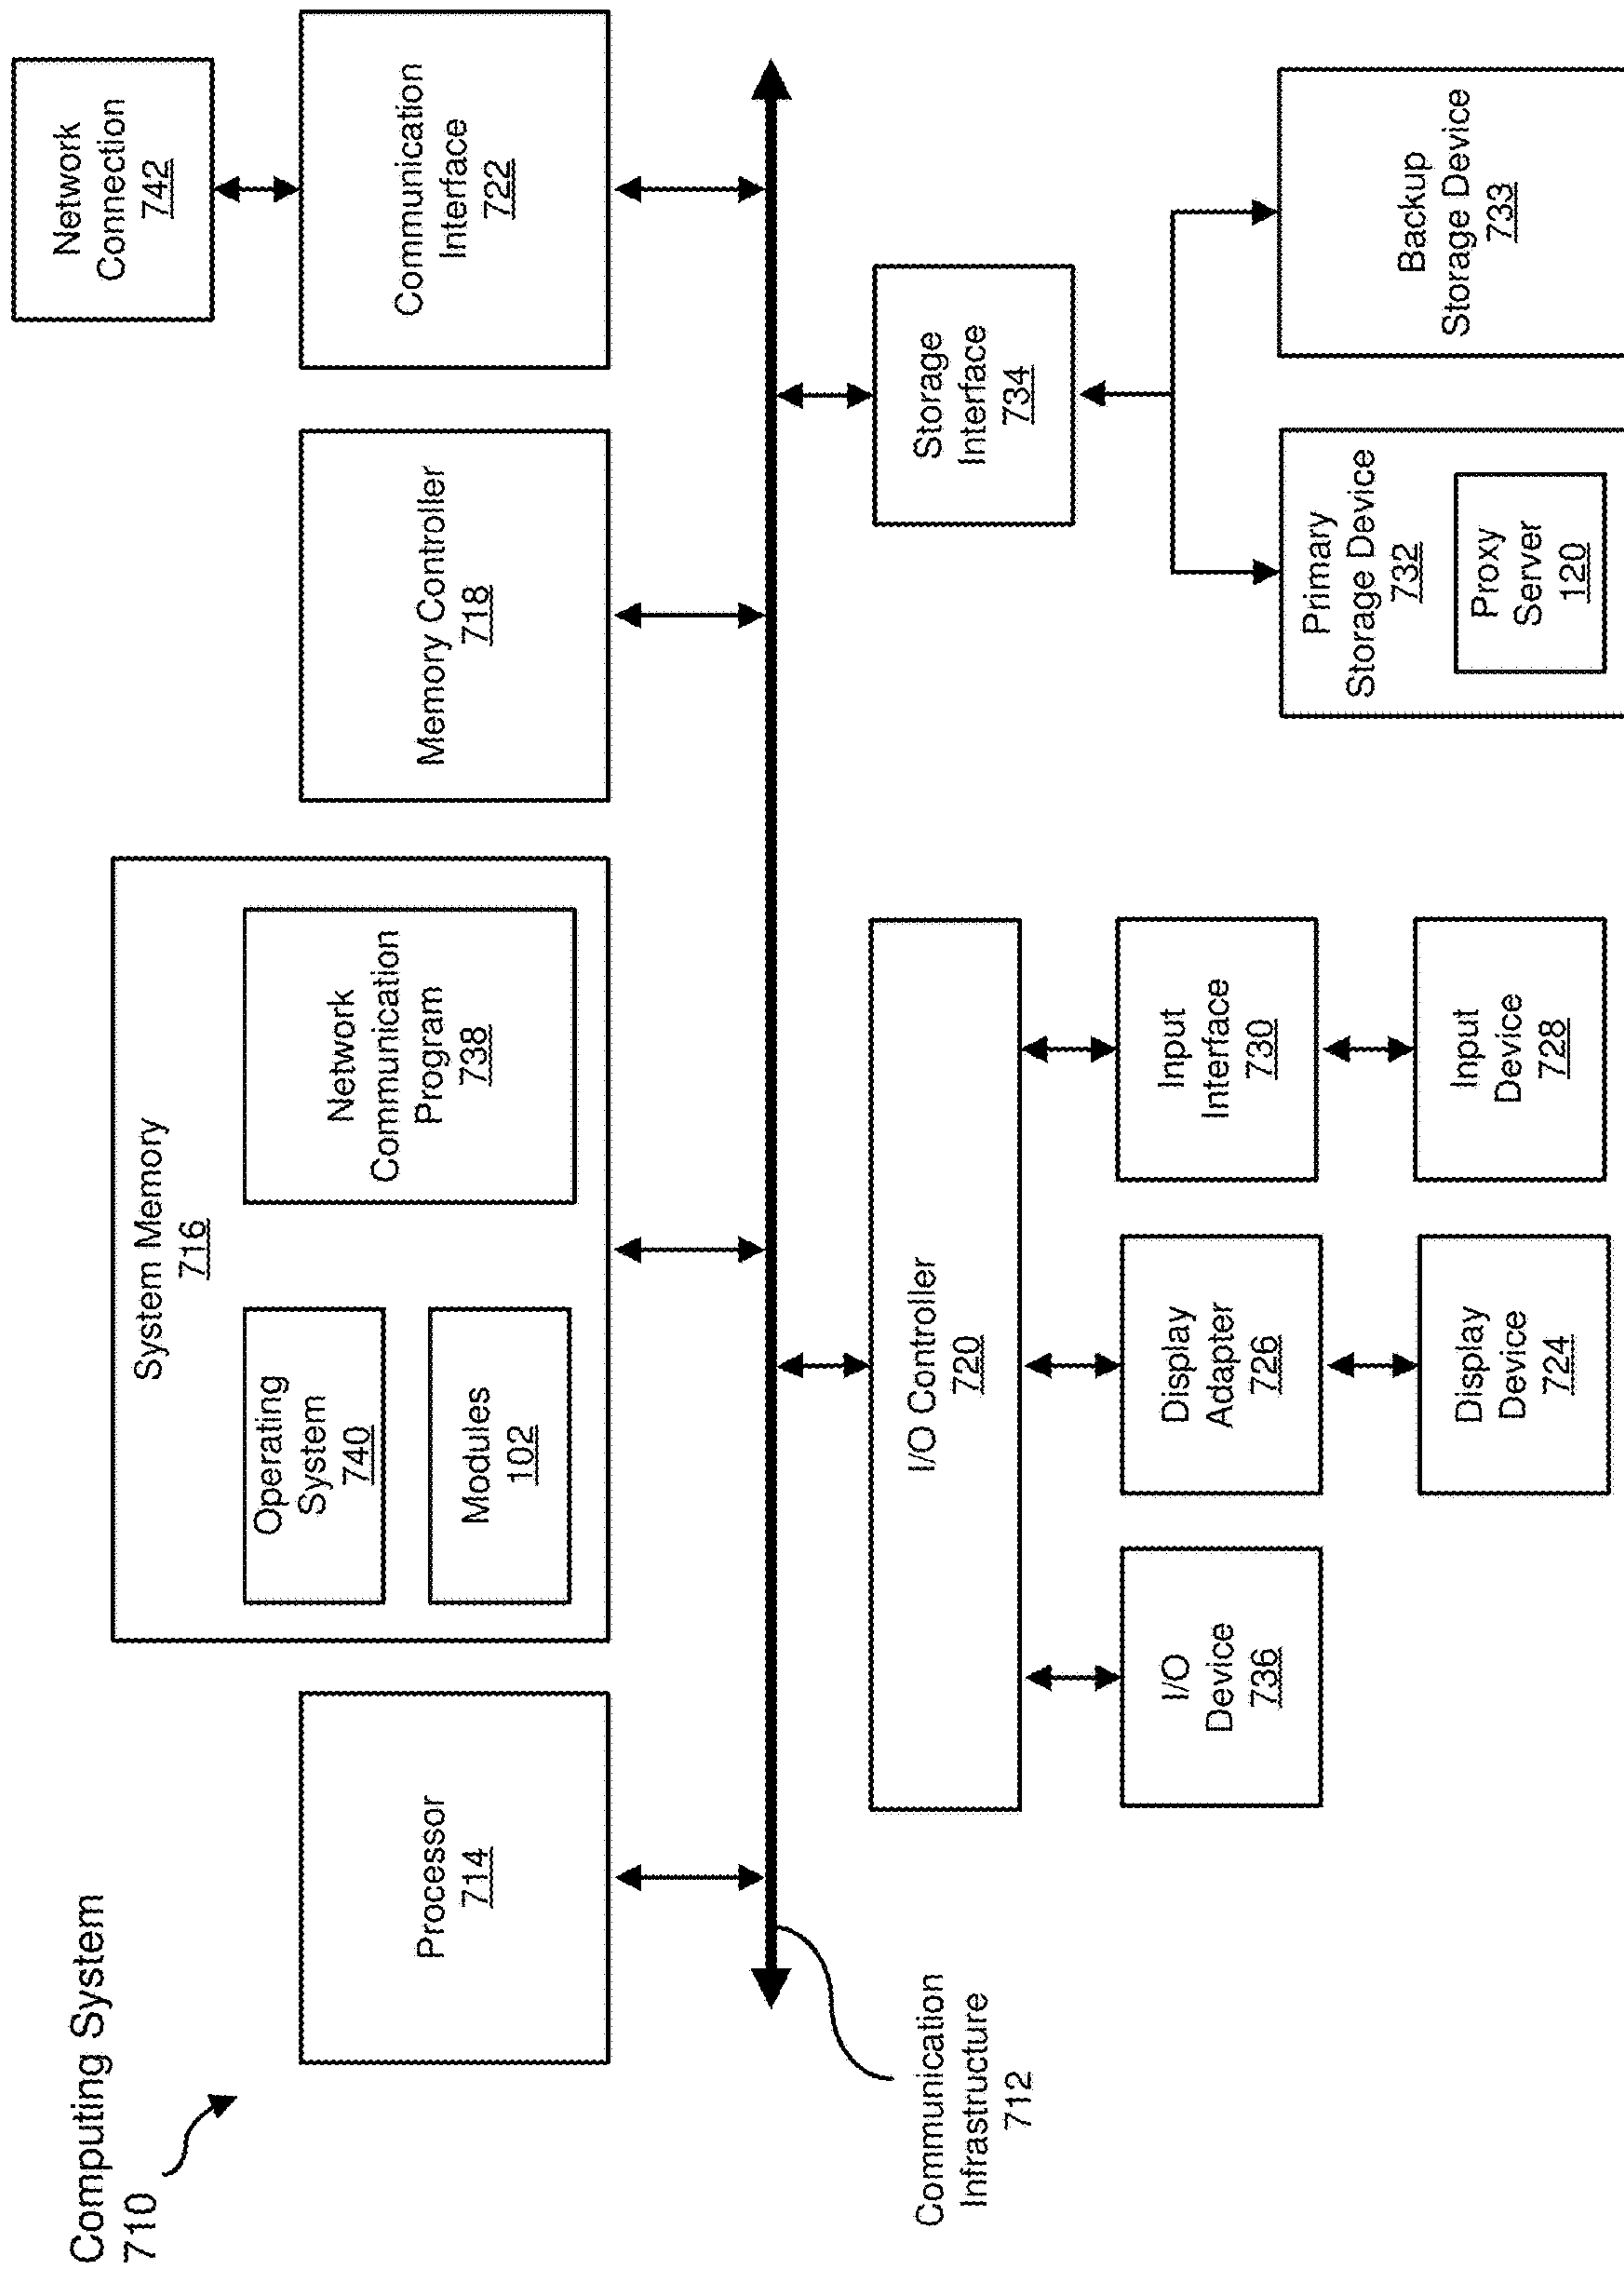 Computing System
710
Processor
714
System Memory
716
Operating
System
740
Modules
102
Network
Communication
Program
738
Memory Controller
718
Communication
Interface
722
Network
Connection
742
Communication
Infrastructure
712
I/O Controller
720
I/O
Device
736
Display
Adapter
726
Display
Device
724
Input
Interface
730
Input
Device
728
Storage
Interface
734
Primary
Storage Device
732
Proxy
Server
120
Backup
Storage Device
733